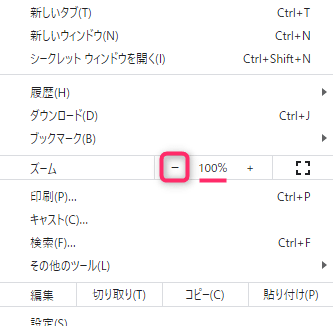 新しいタブ(T) Ctrl+T
新しいウィンドウ(N) Ctrl+N
シークレット ウィンドウを開く(I) Ctrl+Shift+N
履歴(H)
ダウンロード(D) Ctrl+J
ブックマーク(B)
ズーム − 100% +
印刷(P)... Ctrl+P
キャスト(C)...
検索(F)... Ctrl+F
その他のツール(L)
編集 切り取り(T) コピー(C) 貼り付け(P)
設定(S)